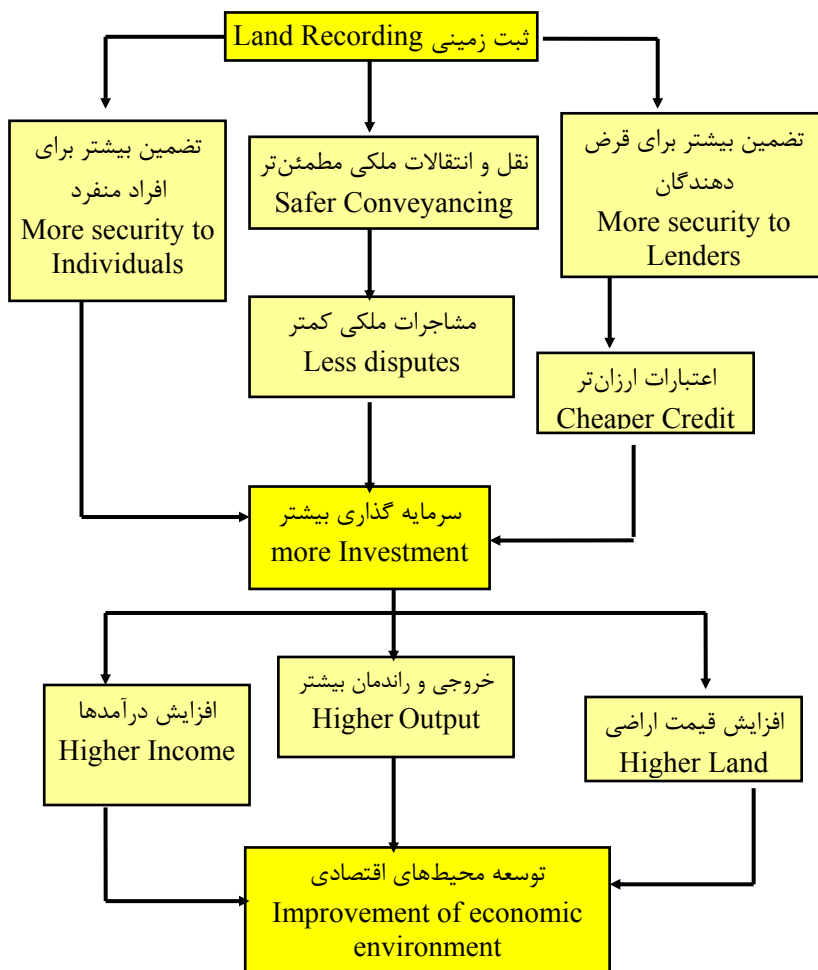 ثبت زمینی Land Recording
تضمین بیشتر برای
افراد منفرد
More security to
Individuals
نقل و انتقالات ملکی مطمئن‌تر
Safer Conveyancing
تضمین بیشتر برای قرض
دهندگان
More security to
Lenders
مشاجرات ملکی کمتر
Less disputes
اعتبارات ارزان‌تر
Cheaper Credit
سرمایه گذاری بیشتر
more Investment
افزایش درآمدها
Higher Income
خروجی و راندمان بیشتر
Higher Output
افزایش قیمت اراضی
Higher Land
توسعه محیط‌های اقتصادی
Improvement of economic
environment